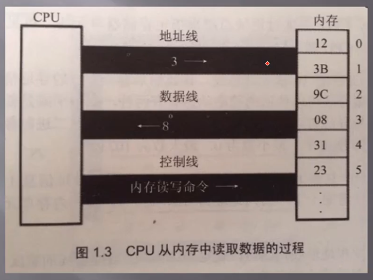 CPU
内存
地址线
3 →
数据线
← 8
控制线
内存读写命令 →
12 0
3B 1
9C 2
08 3
31 4
23 5
.
.
.
图 1.3 CPU 从内存中读取数据的过程